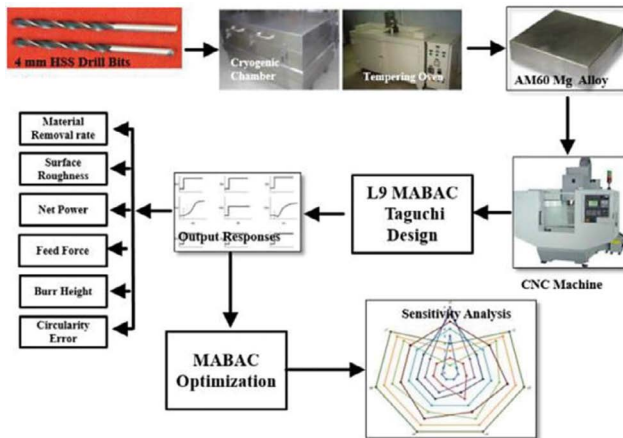 4 mm HSS Drill Bits
Cryogenic
Chamber
Tempering Oven
AM60 Mg Alloy
CNC Machine
L9 MABAC
Taguchi
Design
Output Responses
Material
Removal rate
Surface
Roughness
Net Power
Feed Force
Burr Height
Circularity
Error
MABAC
Optimization
Sensitivity Analysis